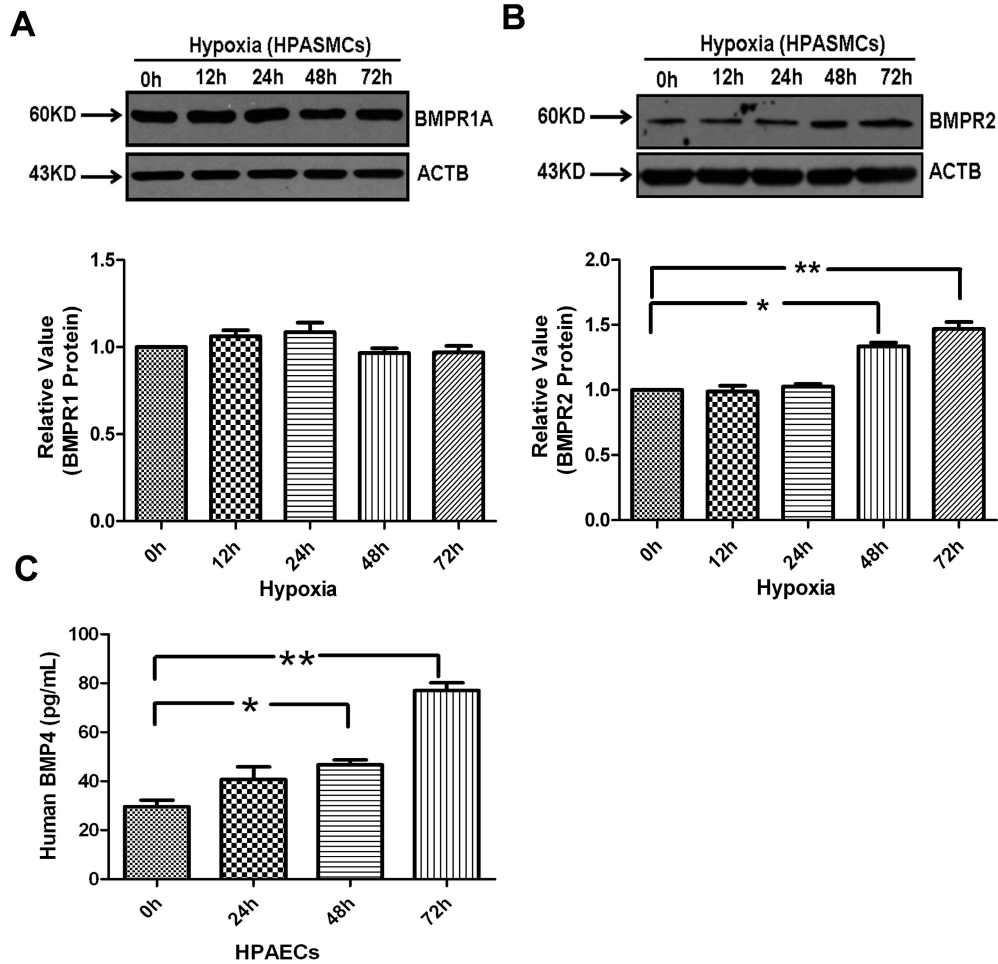 A
Hypoxia (HPASMCs)
0h 12h 24h 48h 72h
60KD
BMPR1A
43KD
ACTB
1.5
1.0
0.5
0.0
Relative Value
(BMPR1 Protein)
0h 12h 24h 48h 72h
Hypoxia
B
Hypoxia (HPASMCs)
0h 12h 24h 48h 72h
60KD
BMPR2
43KD
ACTB
2.0
1.5
1.0
0.5
0.0
Relative Value
(BMPR2 Protein)
**
*
0h 12h 24h 48h 72h
Hypoxia
C
100
80
60
40
20
0
Human BMP4 (pg/mL)
**
*
0h 24h 48h 72h
HPAECs